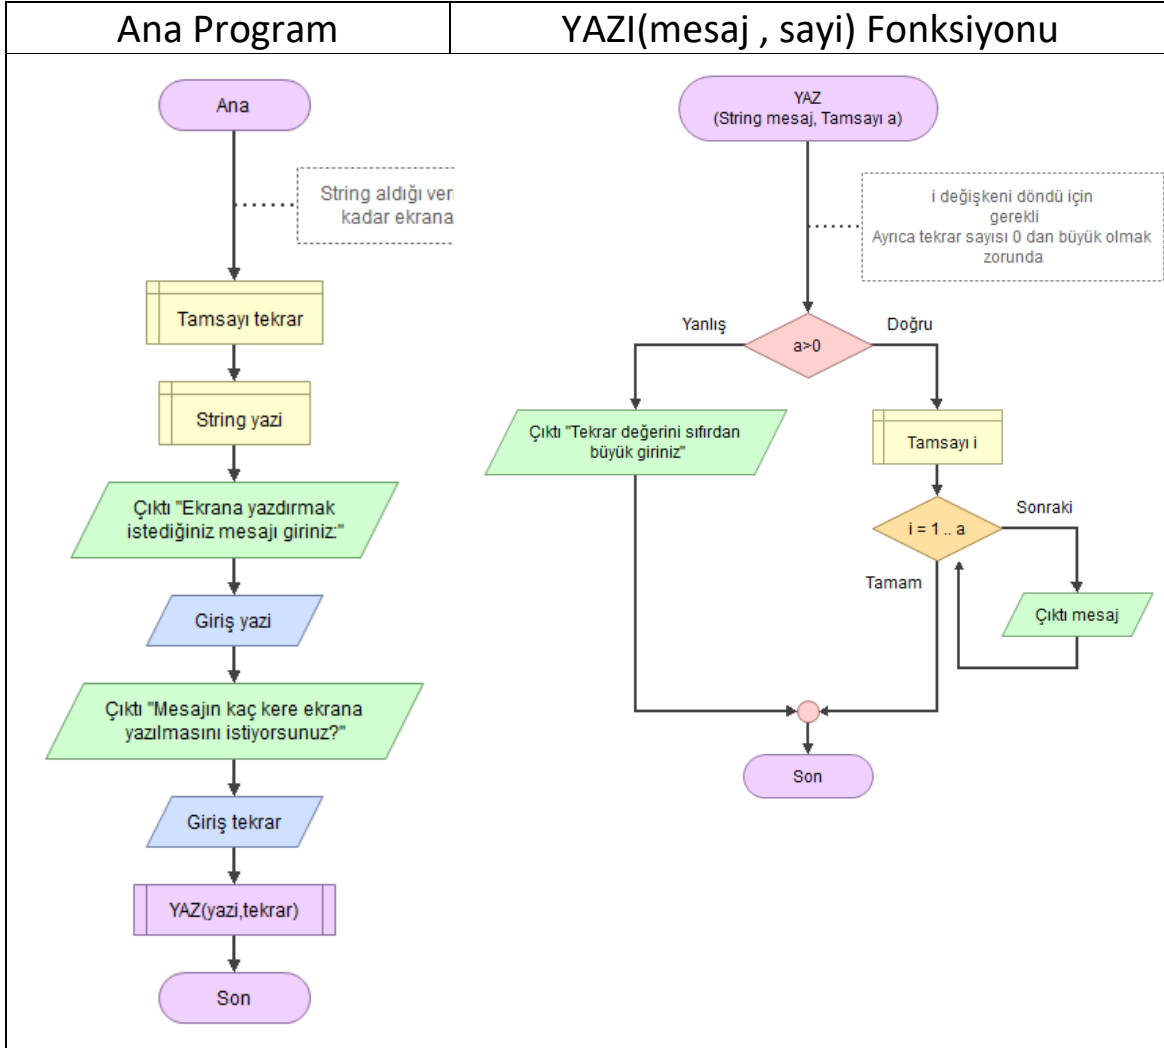 Ana Program
YAZI(mesaj , sayi) Fonksiyonu
Ana
String aldığı
kadar ekrana
Tamsayı tekrar
String yazi
Çıktı "Ekrana yazdırmak
istediğiniz mesajı giriniz:"
Giriş yazi
Çıktı "Mesajın kaç kere ekrana
yazılmasını istiyorsunuz?"
Giriş tekrar
YAZ(yazi,tekrar)
Son
YAZ
(String mesaj, Tamsayı a)
i değişkeni döndü için
gerekli
Ayrıca tekrar sayısı 0 dan büyük olmak
zorunda
Yanlış
a>0
Doğru
Çıktı "Tekrar değerini sıfırdan
büyük giriniz"
Tamsayı i
i = 1 .. a
Sonraki
Tamam
Çıktı mesaj
Son